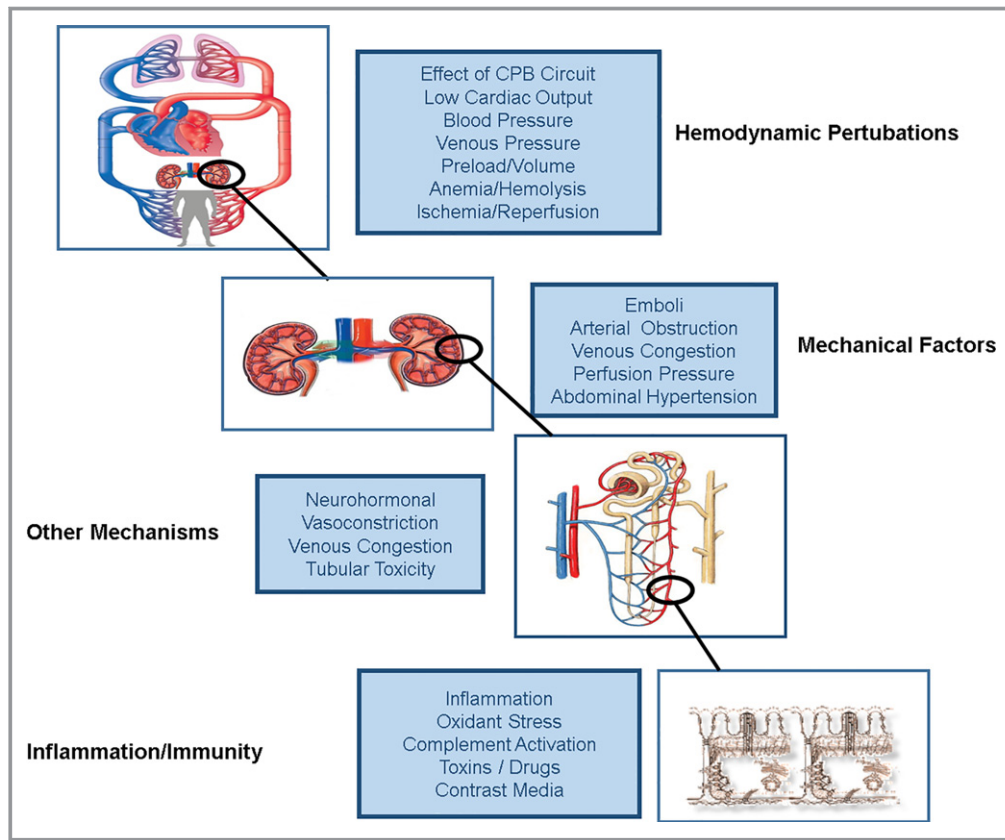 Effect of CPB Circuit
Low Cardiac Output
Blood Pressure
Venous Pressure
Preload/Volume
Anemia/Hemolysis
Ischemia/Reperfusion
Hemodynamic Pertubations
Emboli
Arterial Obstruction
Venous Congestion
Perfusion Pressure
Abdominal Hypertension
Mechanical Factors
Other Mechanisms
Neurohormonal
Vasoconstriction
Venous Congestion
Tubular Toxicity
Inflammation/Immunity
Inflammation
Oxidant Stress
Complement Activation
Toxins / Drugs
Contrast Media